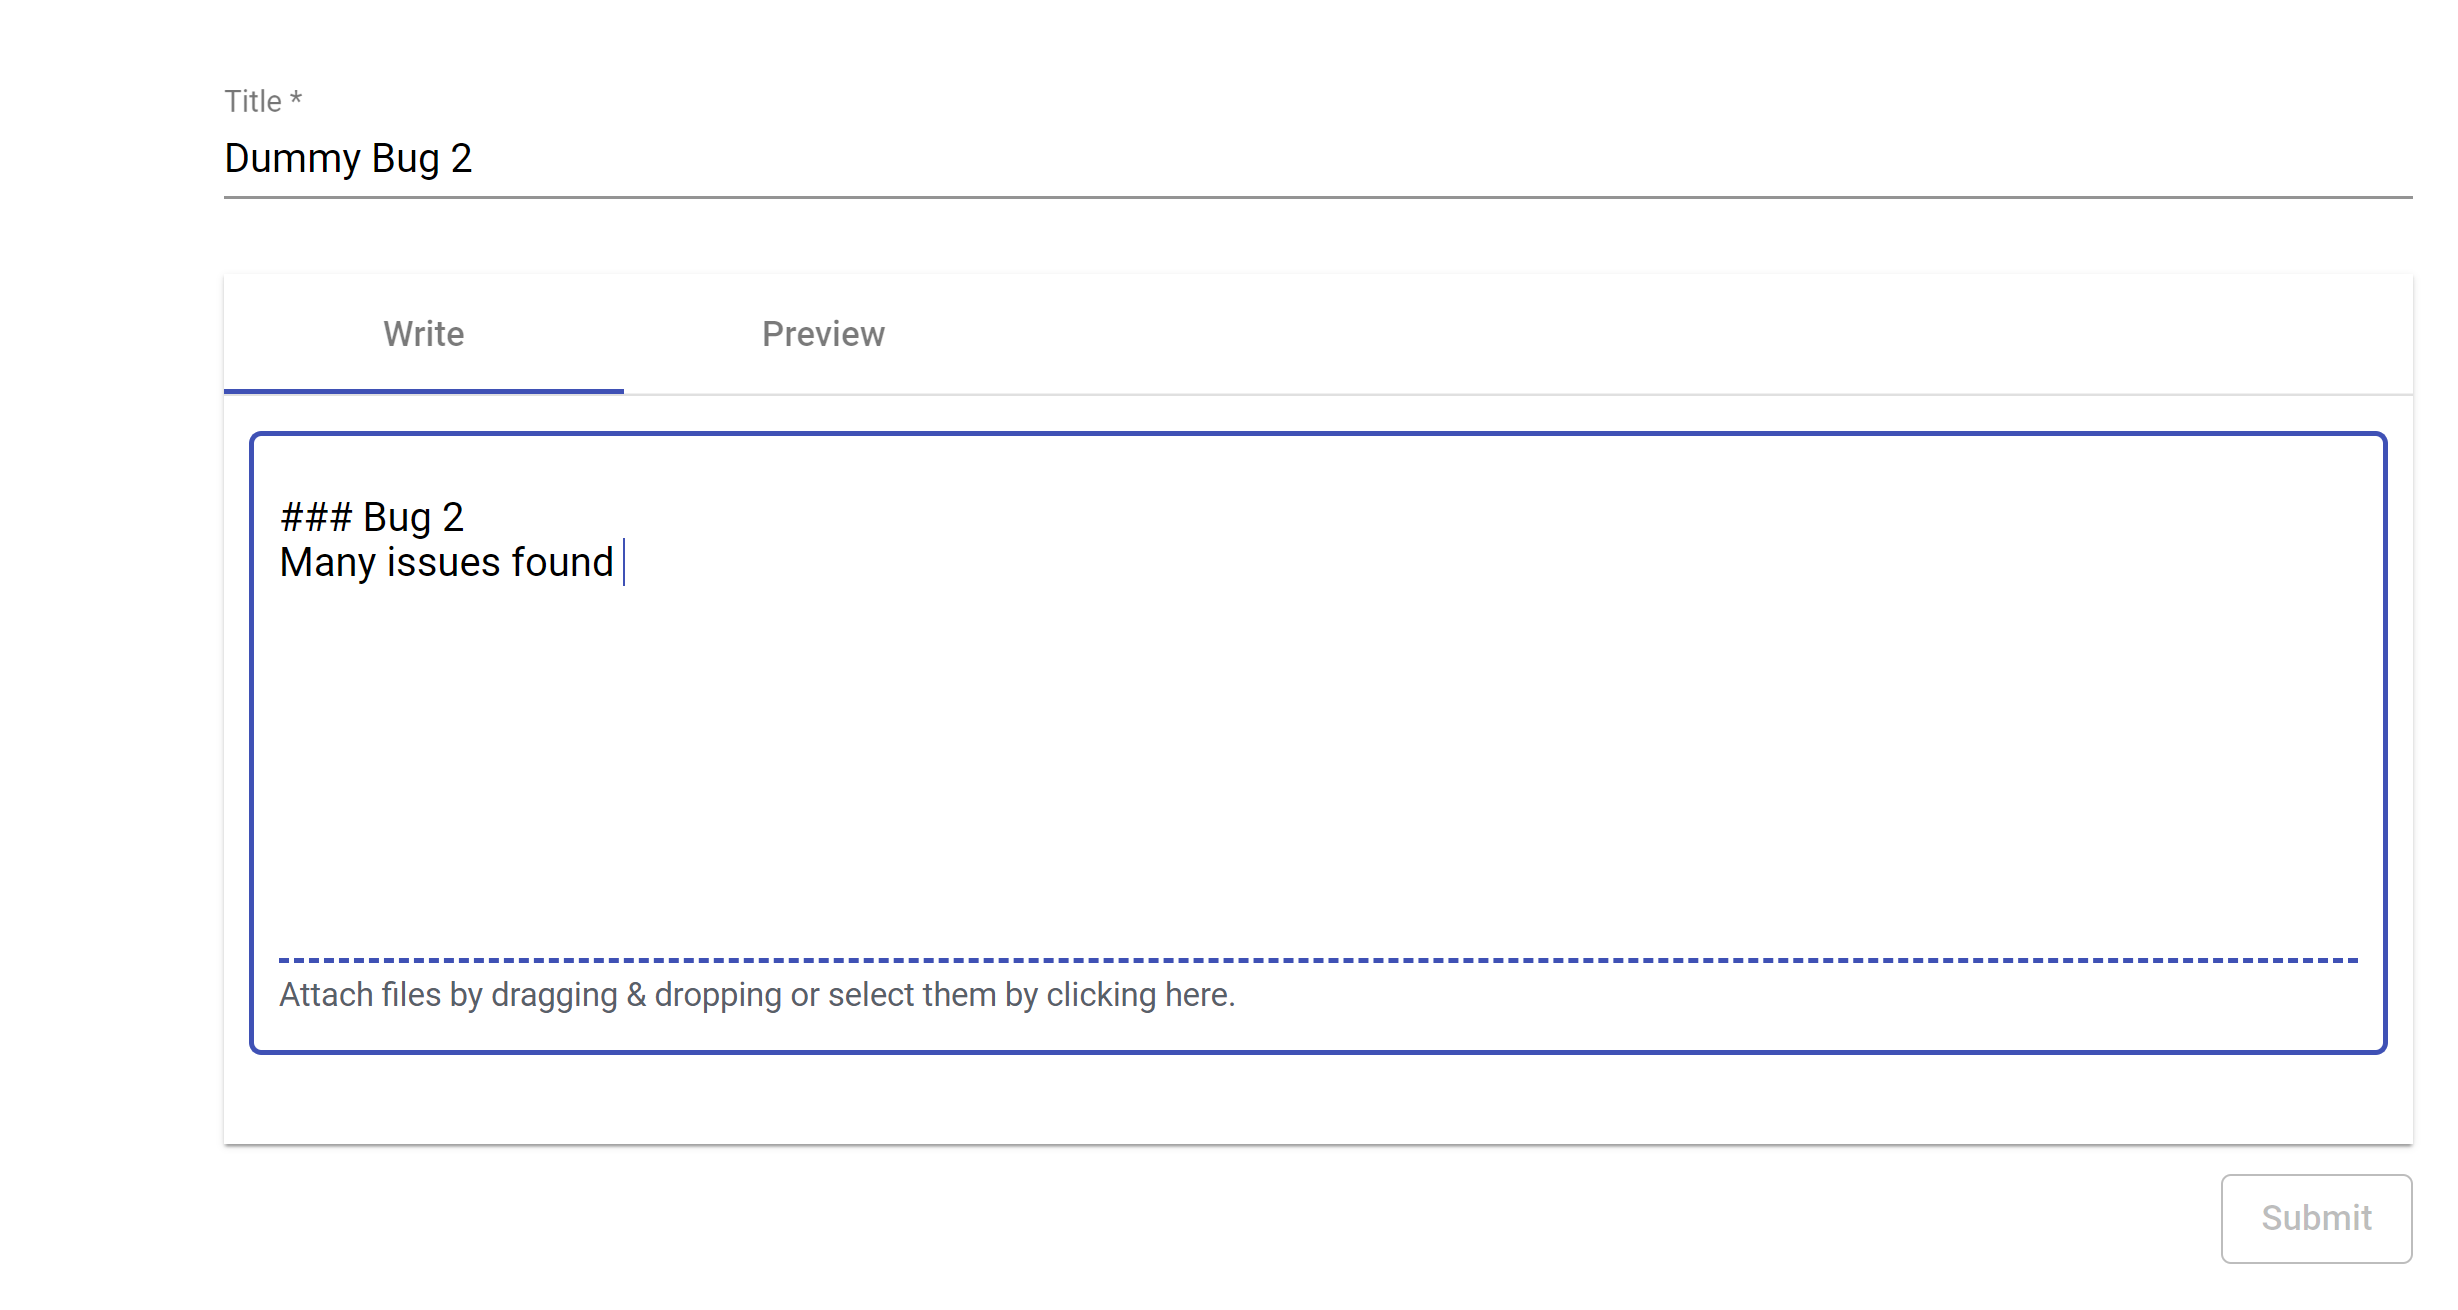 Title *
Dummy Bug 2
Write
Preview
### Bug 2
Many issues found
Attach files by dragging & dropping or select them by clicking here.
Submit